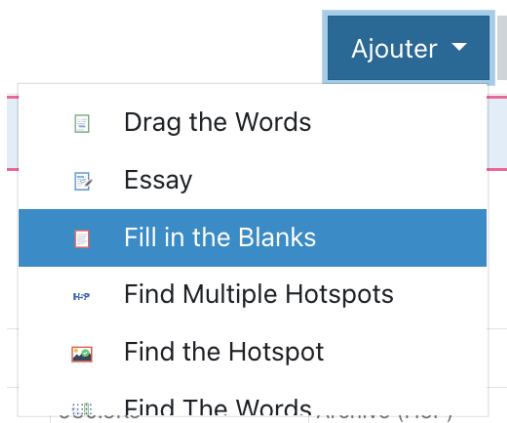 Ajouter
Drag the Words
Essay
Fill in the Blanks
H-P Find Multiple Hotspots
Find the Hotspot
Find The Words